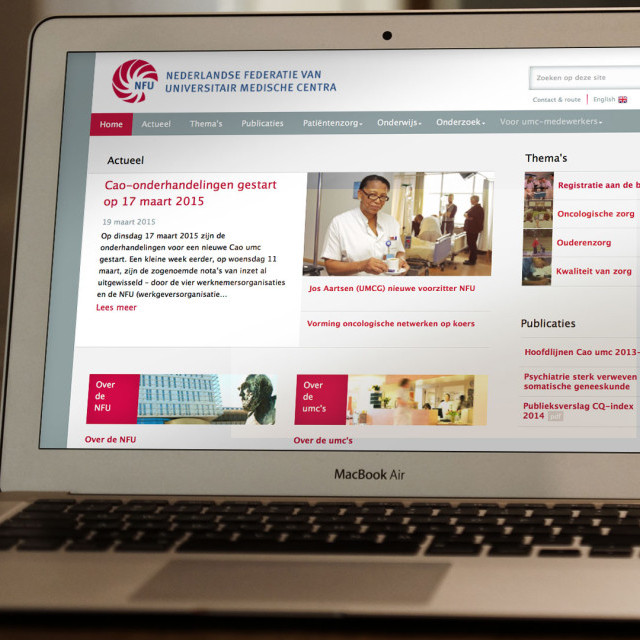 NFU
NEDERLANDSE FEDERATIE VAN
UNIVERSITAIR MEDISCHE CENTRA
Zoeken op deze site
Contact & route | English
Home Actueel Thema's Publicaties Patiëntenzorg Onderwijs Onderzoek Voor umc-medewerkers
Actueel
Cao-onderhandelingen gestart
op 17 maart 2015
19 maart 2015
Op dinsdag 17 maart 2015 zijn de
onderhandelingen voor een nieuwe Cao umc
gestart. Een kleine week eerder, op woensdag 11
maart, zijn de zogenoemde nota's van inzet al
uitgewisseld – door de vier werknemersorganisaties
en de NFU (werkgeversorganisatie...
Lees meer
Jos Aartsen (UMCG) nieuwe voorzitter NFU
Vorming oncologische netwerken op koers
Thema's
Registratie aan de b
Oncologische zorg
Ouderenzorg
Kwaliteit van zorg
Publicaties
Hoofdlijnen Cao umc 2013-
Psychiatrie sterk verweven
somatische geneeskunde
Publieksverslag CQ-index
2014 pdf
Over
de
NFU
Over de NFU
Over
de
umc's
Over de umc's
MacBook Air